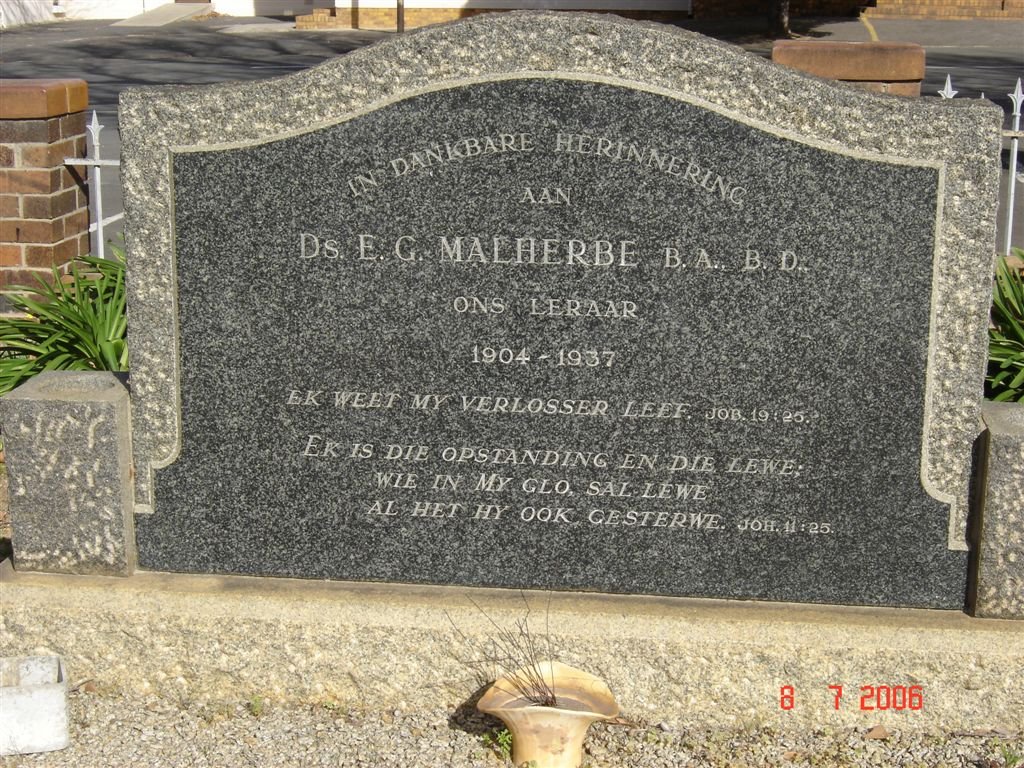 IN DANKBARE HERINNERING
AAN
Ds. E. G. MALHERBE B. A., B. D.,
ONS LERAAR
1904 - 1937
EK WEET MY VERLOSSER LEEF. JOB. 19:25.
EK IS DIE OPSTANDING EN DIE LEWE:
WIE IN MY GLO, SAL LEWE
AL HET HY OOK GESTERWE. JOH. 11:25.
8 7 2006